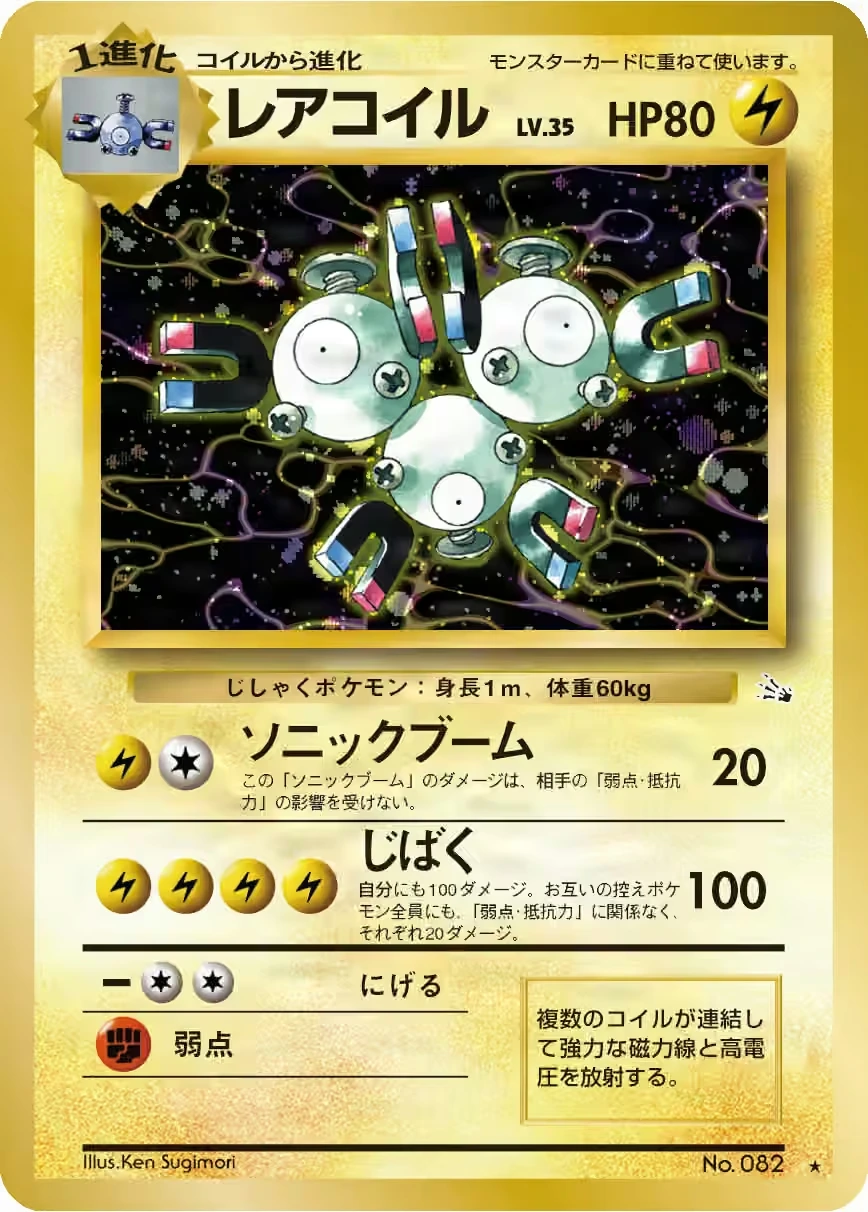 1進化
コイルから進化
モンスターカードに重ねて使います。
レアコイル LV.35 HP80
じしゃくポケモン：身長1m、体重60kg
ソニックブーム 20
この「ソニックブーム」のダメージは、相手の「弱点・抵抗
力」の影響を受けない。
じばく 100
自分にも100ダメージ。お互いの控えポケ
モン全員にも、「弱点・抵抗力」に関係なく、
それぞれ20ダメージ。
ー にげる
弱点
複数のコイルが連結し
て強力な磁力線と高電
圧を放射する。
Illus.Ken Sugimori
No.082 ★